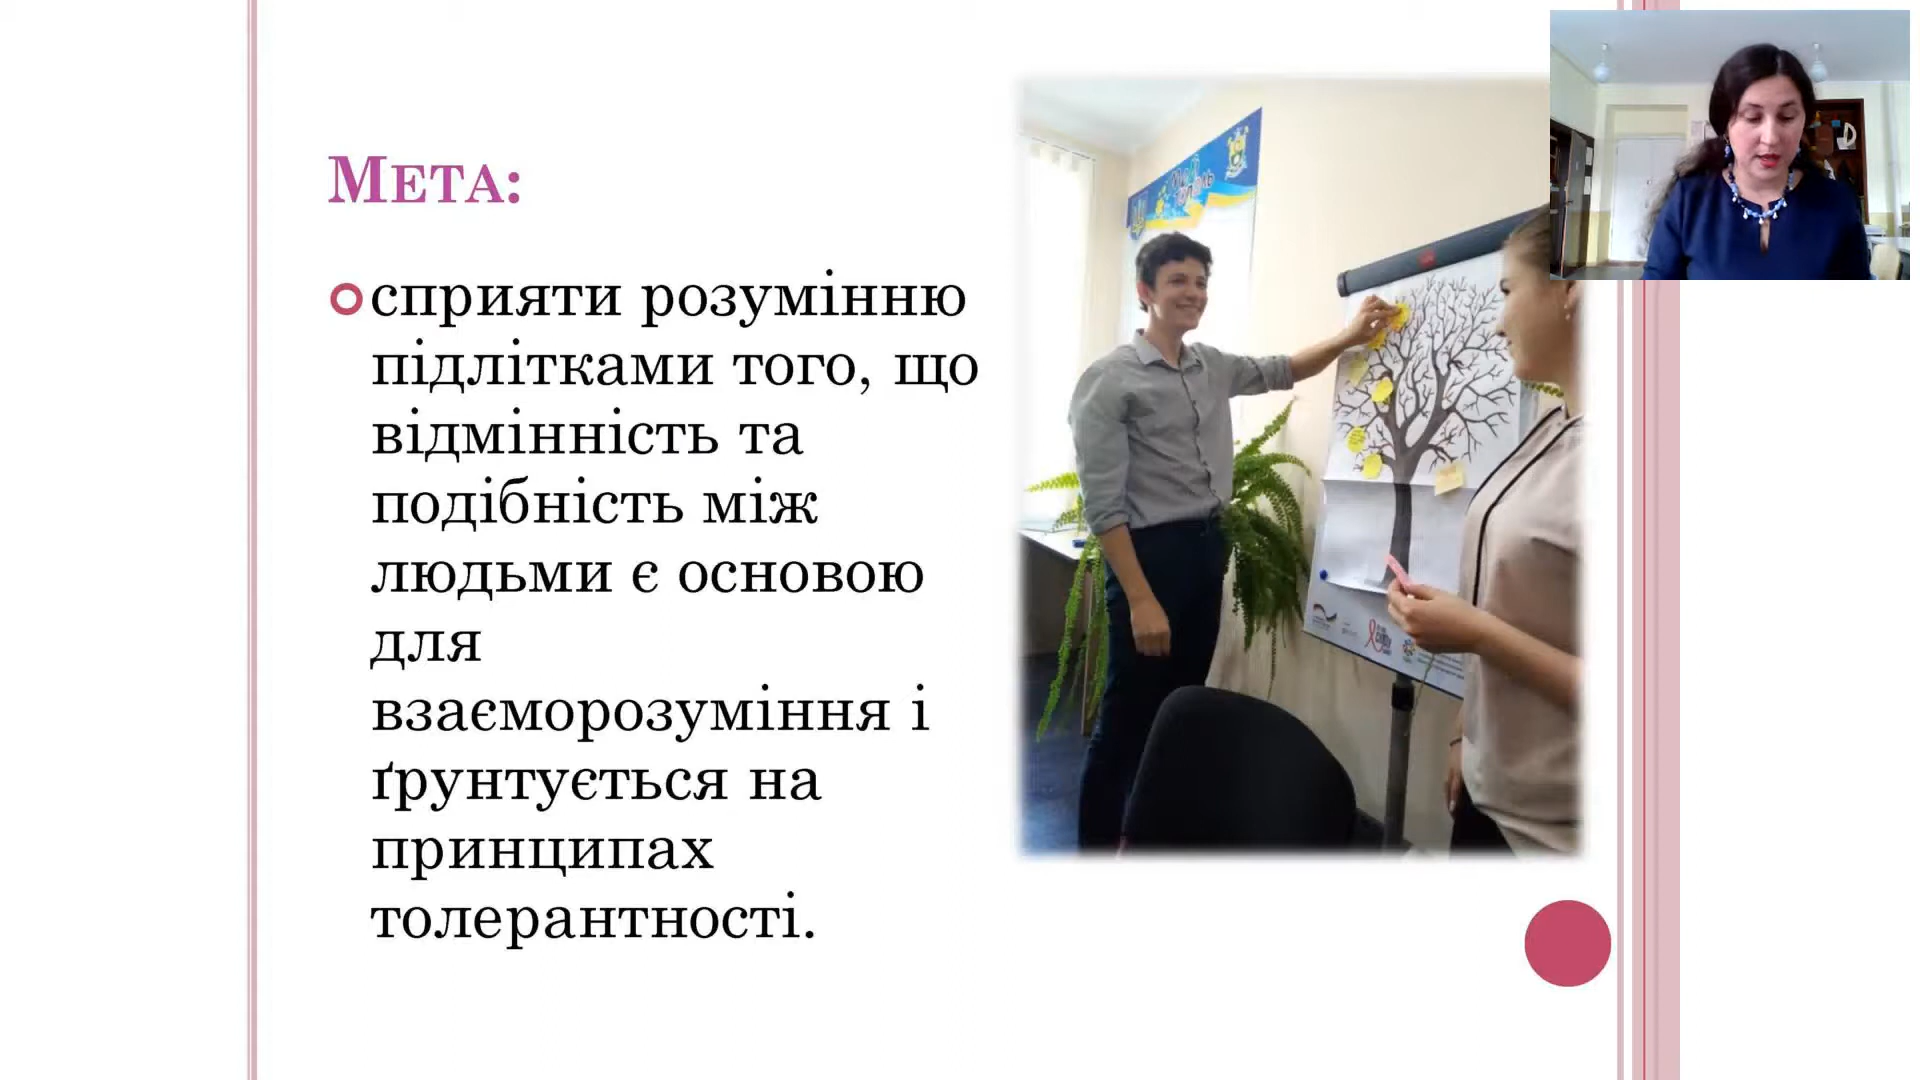 Мета:
сприяти розумінню
підлітками того, що
відмінність та
подібність між
людьми є основою
для
взаєморозуміння і
ґрунтується на
принципах
толерантності.